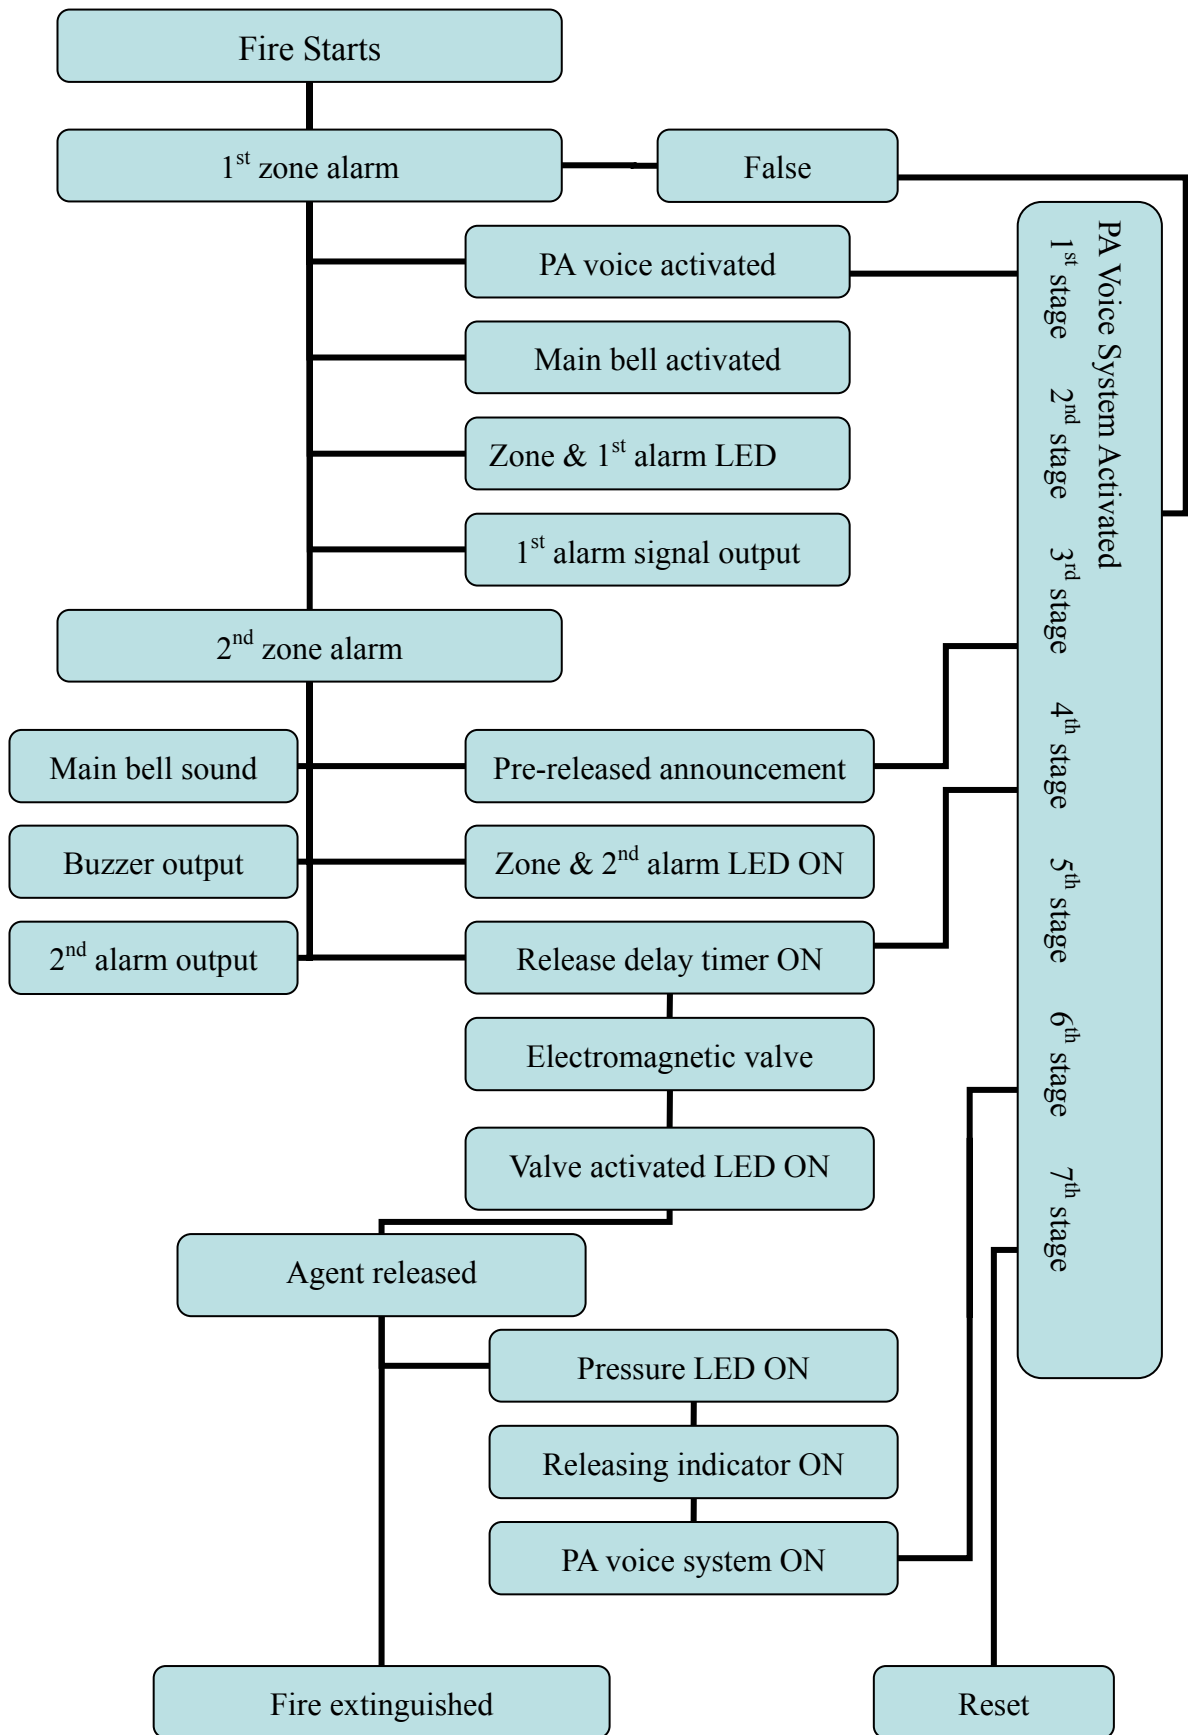 Fire Starts
1st zone alarm
False
PA voice activated
Main bell activated
Zone & 1st alarm LED
1st alarm signal output
2nd zone alarm
Main bell sound
Pre-released announcement
Buzzer output
Zone & 2nd alarm LED ON
2nd alarm output
Release delay timer ON
Electromagnetic valve
Valve activated LED ON
Agent released
Pressure LED ON
Releasing indicator ON
PA voice system ON
Fire extinguished
Reset
PA Voice System Activated
1st stage 2nd stage 3rd stage 4th stage 5th stage 6th stage 7th stage